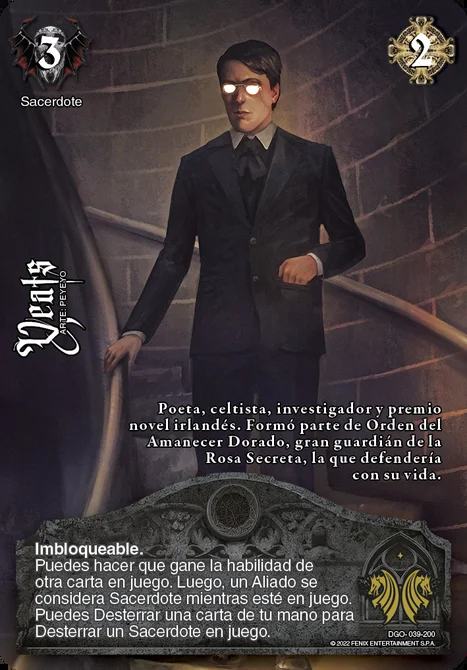 3
2
Sacerdote
Yeats
ARTE: PEYEYO
Poeta, celtista, investigador y premio
novel irlandés. Formó parte de Orden del
Amanecer Dorado, gran guardián de la
Rosa Secreta, la que defendería
con su vida.
Imbloqueable.
Puedes hacer que gane la habilidad de
otra carta en juego. Luego, un Aliado se
considera Sacerdote mientras esté en juego.
Puedes Desterrar una carta de tu mano para
Desterrar un Sacerdote en juego.
DGO- 039-200
© 2022 FENIX ENTERTAINMENT S.P.A.